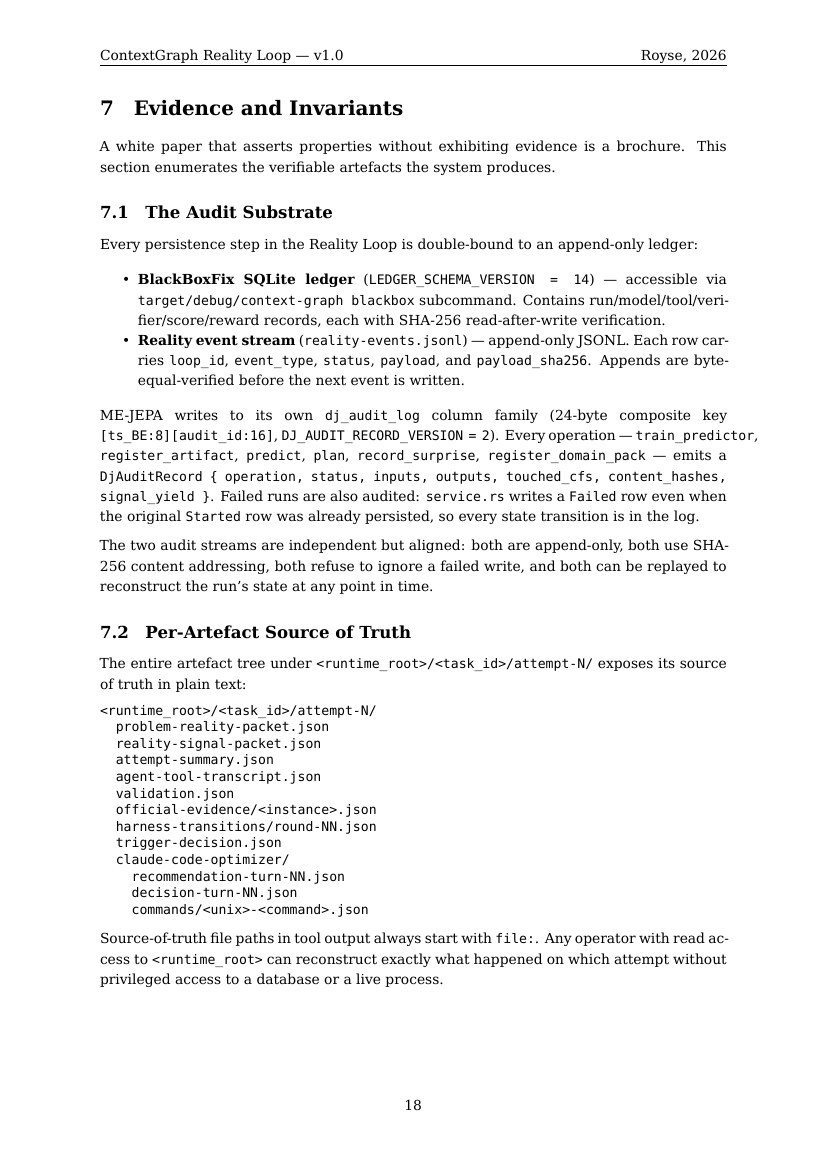 ContextGraph Reality Loop — v1.0 Royse, 2026
7 Evidence and Invariants
A white paper that asserts properties without exhibiting evidence is a brochure. This
section enumerates the verifiable artefacts the system produces.
7.1 The Audit Substrate
Every persistence step in the Reality Loop is double-bound to an append-only ledger:
• BlackBoxFix SQLite ledger (LEDGER_SCHEMA_VERSION = 14) — accessible via
target/debug/context-graph blackbox subcommand. Contains run/model/tool/veri-
fier/score/reward records, each with SHA-256 read-after-write verification.
• Reality event stream (reality-events.jsonl) — append-only JSONL. Each row car-
ries loop_id, event_type, status, payload, and payload_sha256. Appends are byte-
equal-verified before the next event is written.
ME-JEPA writes to its own dj_audit_log column family (24-byte composite key
[ts_BE:8][audit_id:16], DJ_AUDIT_RECORD_VERSION = 2). Every operation — train_predictor,
register_artifact, predict, plan, record_surprise, register_domain_pack — emits a
DjAuditRecord { operation, status, inputs, outputs, touched_cfs, content_hashes,
signal_yield }. Failed runs are also audited: service.rs writes a Failed row even when
the original Started row was already persisted, so every state transition is in the log.
The two audit streams are independent but aligned: both are append-only, both use SHA-
256 content addressing, both refuse to ignore a failed write, and both can be replayed to
reconstruct the run’s state at any point in time.
7.2 Per-Artefact Source of Truth
The entire artefact tree under <runtime_root>/<task_id>/attempt-N/ exposes its source
of truth in plain text:
<runtime_root>/<task_id>/attempt-N/
problem-reality-packet.json
reality-signal-packet.json
attempt-summary.json
agent-tool-transcript.json
validation.json
official-evidence/<instance>.json
harness-transitions/round-NN.json
trigger-decision.json
claude-code-optimizer/
recommendation-turn-NN.json
decision-turn-NN.json
commands/<unix>-<command>.json
Source-of-truth file paths in tool output always start with file:. Any operator with read ac-
cess to <runtime_root> can reconstruct exactly what happened on which attempt without
privileged access to a database or a live process.
18